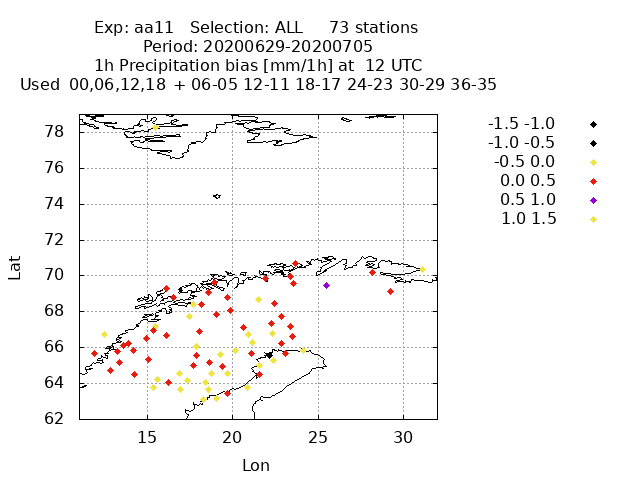 Exp: aa11 Selection: ALL 73 stations
Period: 20200629-20200705
1h Precipitation bias [mm/1h] at 12 UTC
Used 00,06,12,18 + 06-05 12-11 18-17 24-23 30-29 36-35
-1.5 -1.0
-1.0 -0.5
-0.5 0.0
0.0 0.5
0.5 1.0
1.0 1.5
78
76
74
72
70
68
66
64
62
Lat
15 20 25 30
Lon